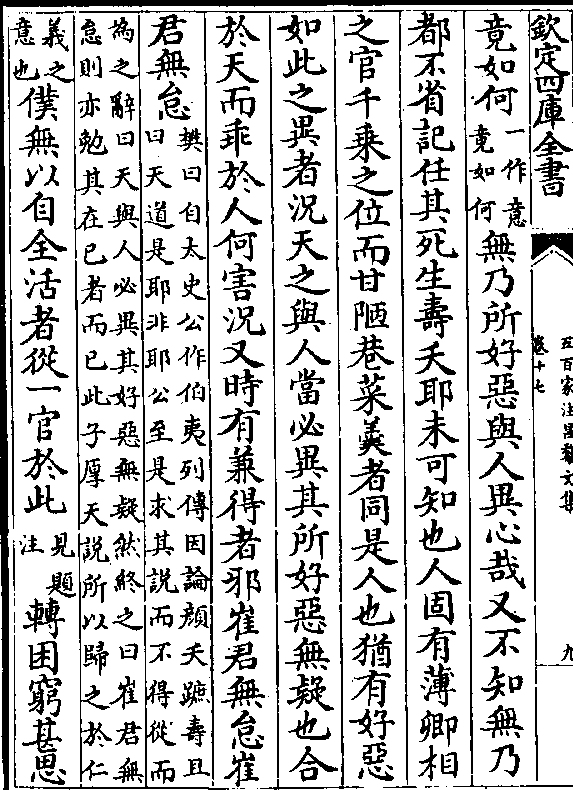 欽定四庫全書
五百家注昌黎文集
卷十七
九
竟如何一作意竟如何無乃所好惡與人異心哉又不知無乃
都不省記任其死生壽夭耶未可知也人固有薄卿相
之官千乗之位而甘陋巷菜羮者同是人也猶有好惡
如此之異者況天之與人當必異其所好惡無疑也合
於天而乖於人何害況又時有兼得者邪崔君無怠崔
君無怠樊曰自太史公作伯夷列傳因論顔夭蹠壽且
曰天道是耶非耶公至是求其説而不得從而
為之辭曰天與人必異其好惡無疑然終之曰崔君無
怠則亦勉其在已者而已此子厚天説所以歸之於仁
義之意也僕無以自全活者從一官於此見題注轉困窮甚思